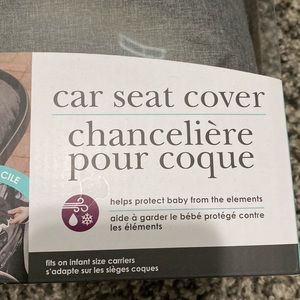 car seat cover
chancelière
pour coque
CILE
helps protect baby from the elements
aide à garder le bébé protégé contre
les éléments
fits on infant size carriers
s'adapte sur les sièges coques